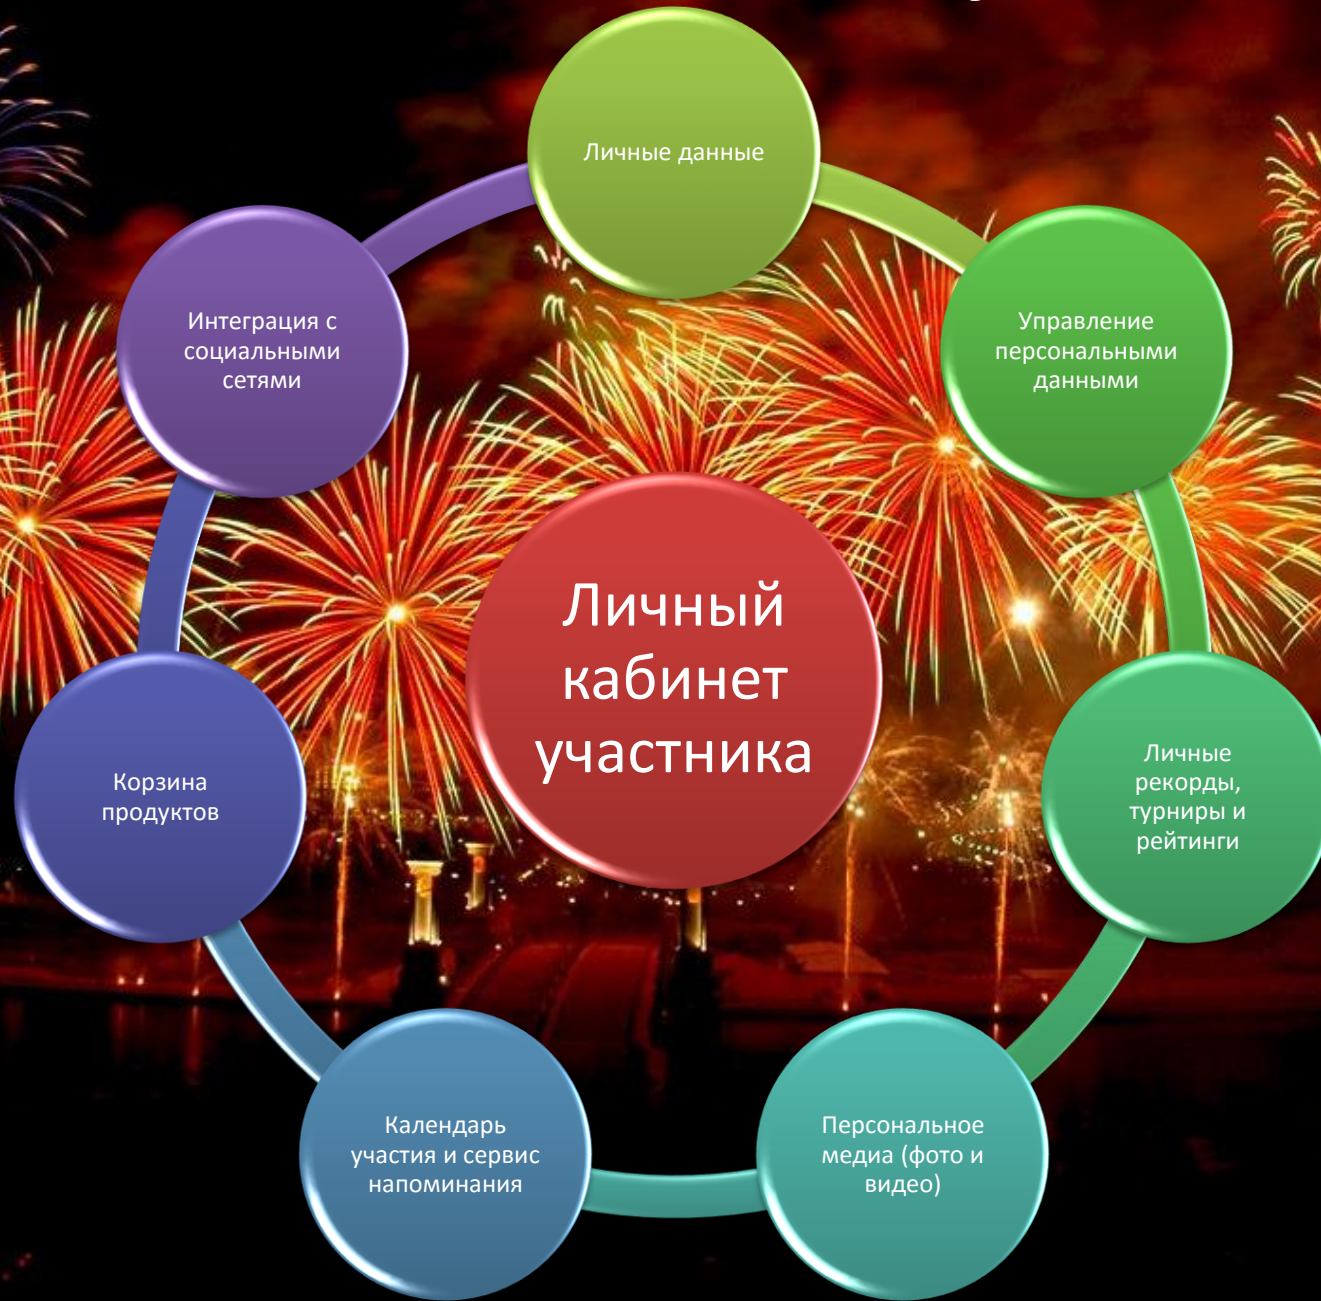 Личные данные
Управление
персональными
данными
Личные
рекорды,
турниры и
рейтинги
Персональное
медиа (фото и
видео)
Календарь
участия и сервис
напоминания
Корзина
продуктов
Интеграция с
социальными
сетями
Личный
кабинет
участника